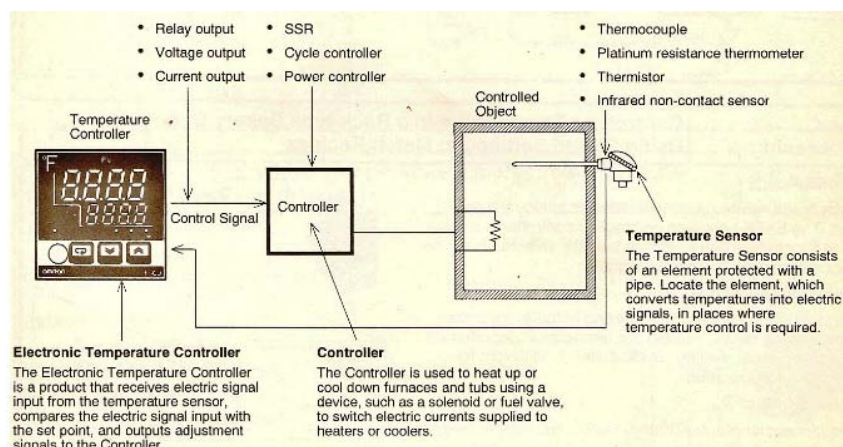 • Relay output
• Voltage output
• Current output
• SSR
• Cycle controller
• Power controller
• Thermocouple
• Platinum resistance thermometer
• Thermistor
• Infrared non-contact sensor
Temperature
Controller
°F
8888
8888
omron
Control Signal
Controller
Controlled
Object
Temperature Sensor
The Temperature Sensor consists
of an element protected with a
pipe. Locate the element, which
converts temperatures into electric
signals, in places where
temperature control is required.
Electronic Temperature Controller
The Electronic Temperature Controller
is a product that receives electric signal
input from the temperature sensor,
compares the electric signal input with
the set point, and outputs adjustment
signals to the Controller.
Controller
The Controller is used to heat up or
cool down furnaces and tubs using a
device, such as a solenoid or fuel valve,
to switch electric currents supplied to
heaters or coolers.